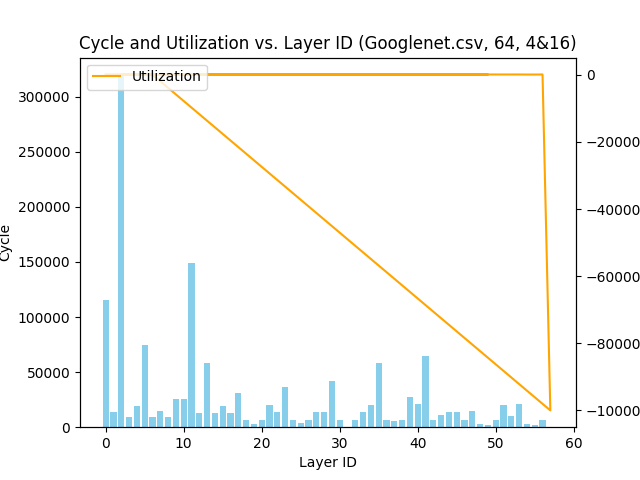 Cycle and Utilization vs. Layer ID (Googlenet.csv, 64, 4&16)
Utilization
Cycle
300000
250000
200000
150000
100000
50000
0
0
−20000
−40000
−60000
−80000
−100000
0 10 20 30 40 50 60
Layer ID